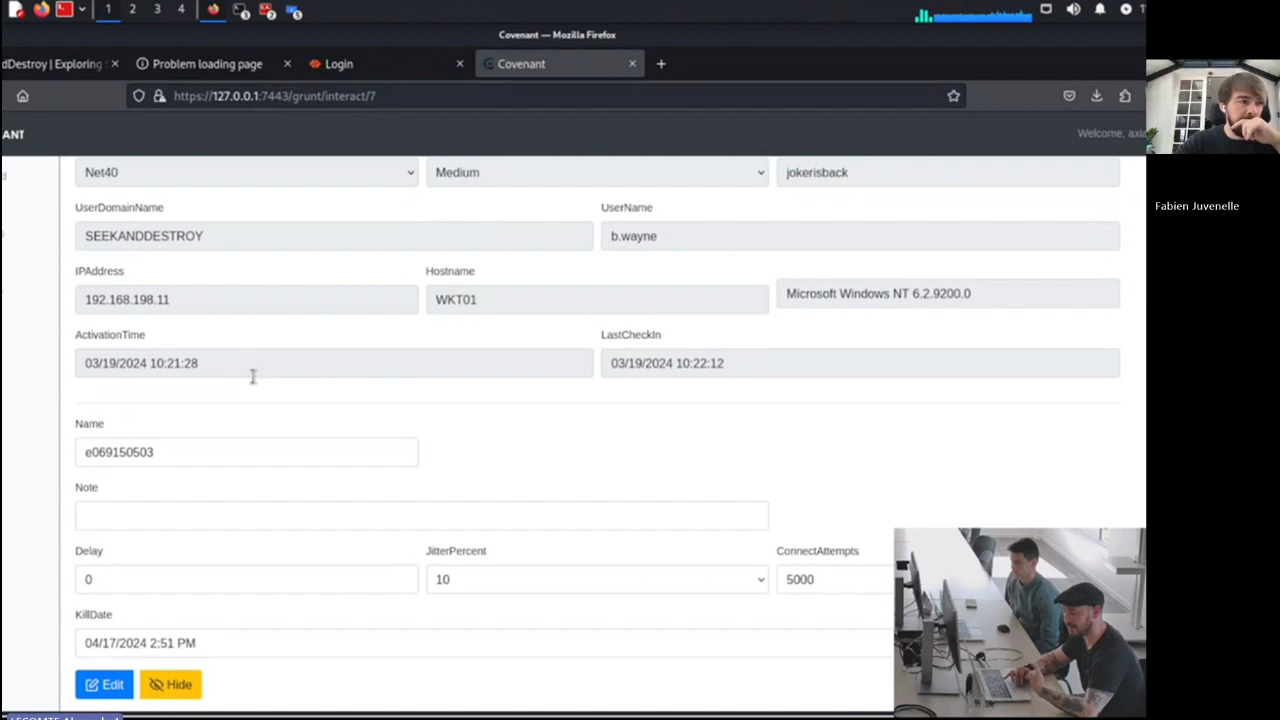 1 2 3 4
3 2 5
Covenant — Mozilla Firefox
dDestroy | Exploring
Problem loading page
Login
Covenant
https://127.0.0.1:7443/grunt/interact/7
ANT
Welcome, axia
Net40
Medium
jokerisback
UserDomainName
UserName
SEEKANDDESTROY
b.wayne
IPAddress
Hostname
192.168.198.11
WKT01
Microsoft Windows NT 6.2.9200.0
ActivationTime
LastCheckIn
03/19/2024 10:21:28
03/19/2024 10:22:12
Name
e069150503
Note
Delay
JitterPercent
ConnectAttempts
0
10
5000
KillDate
04/17/2024 2:51 PM
Edit
Hide
Fabien Juvenelle